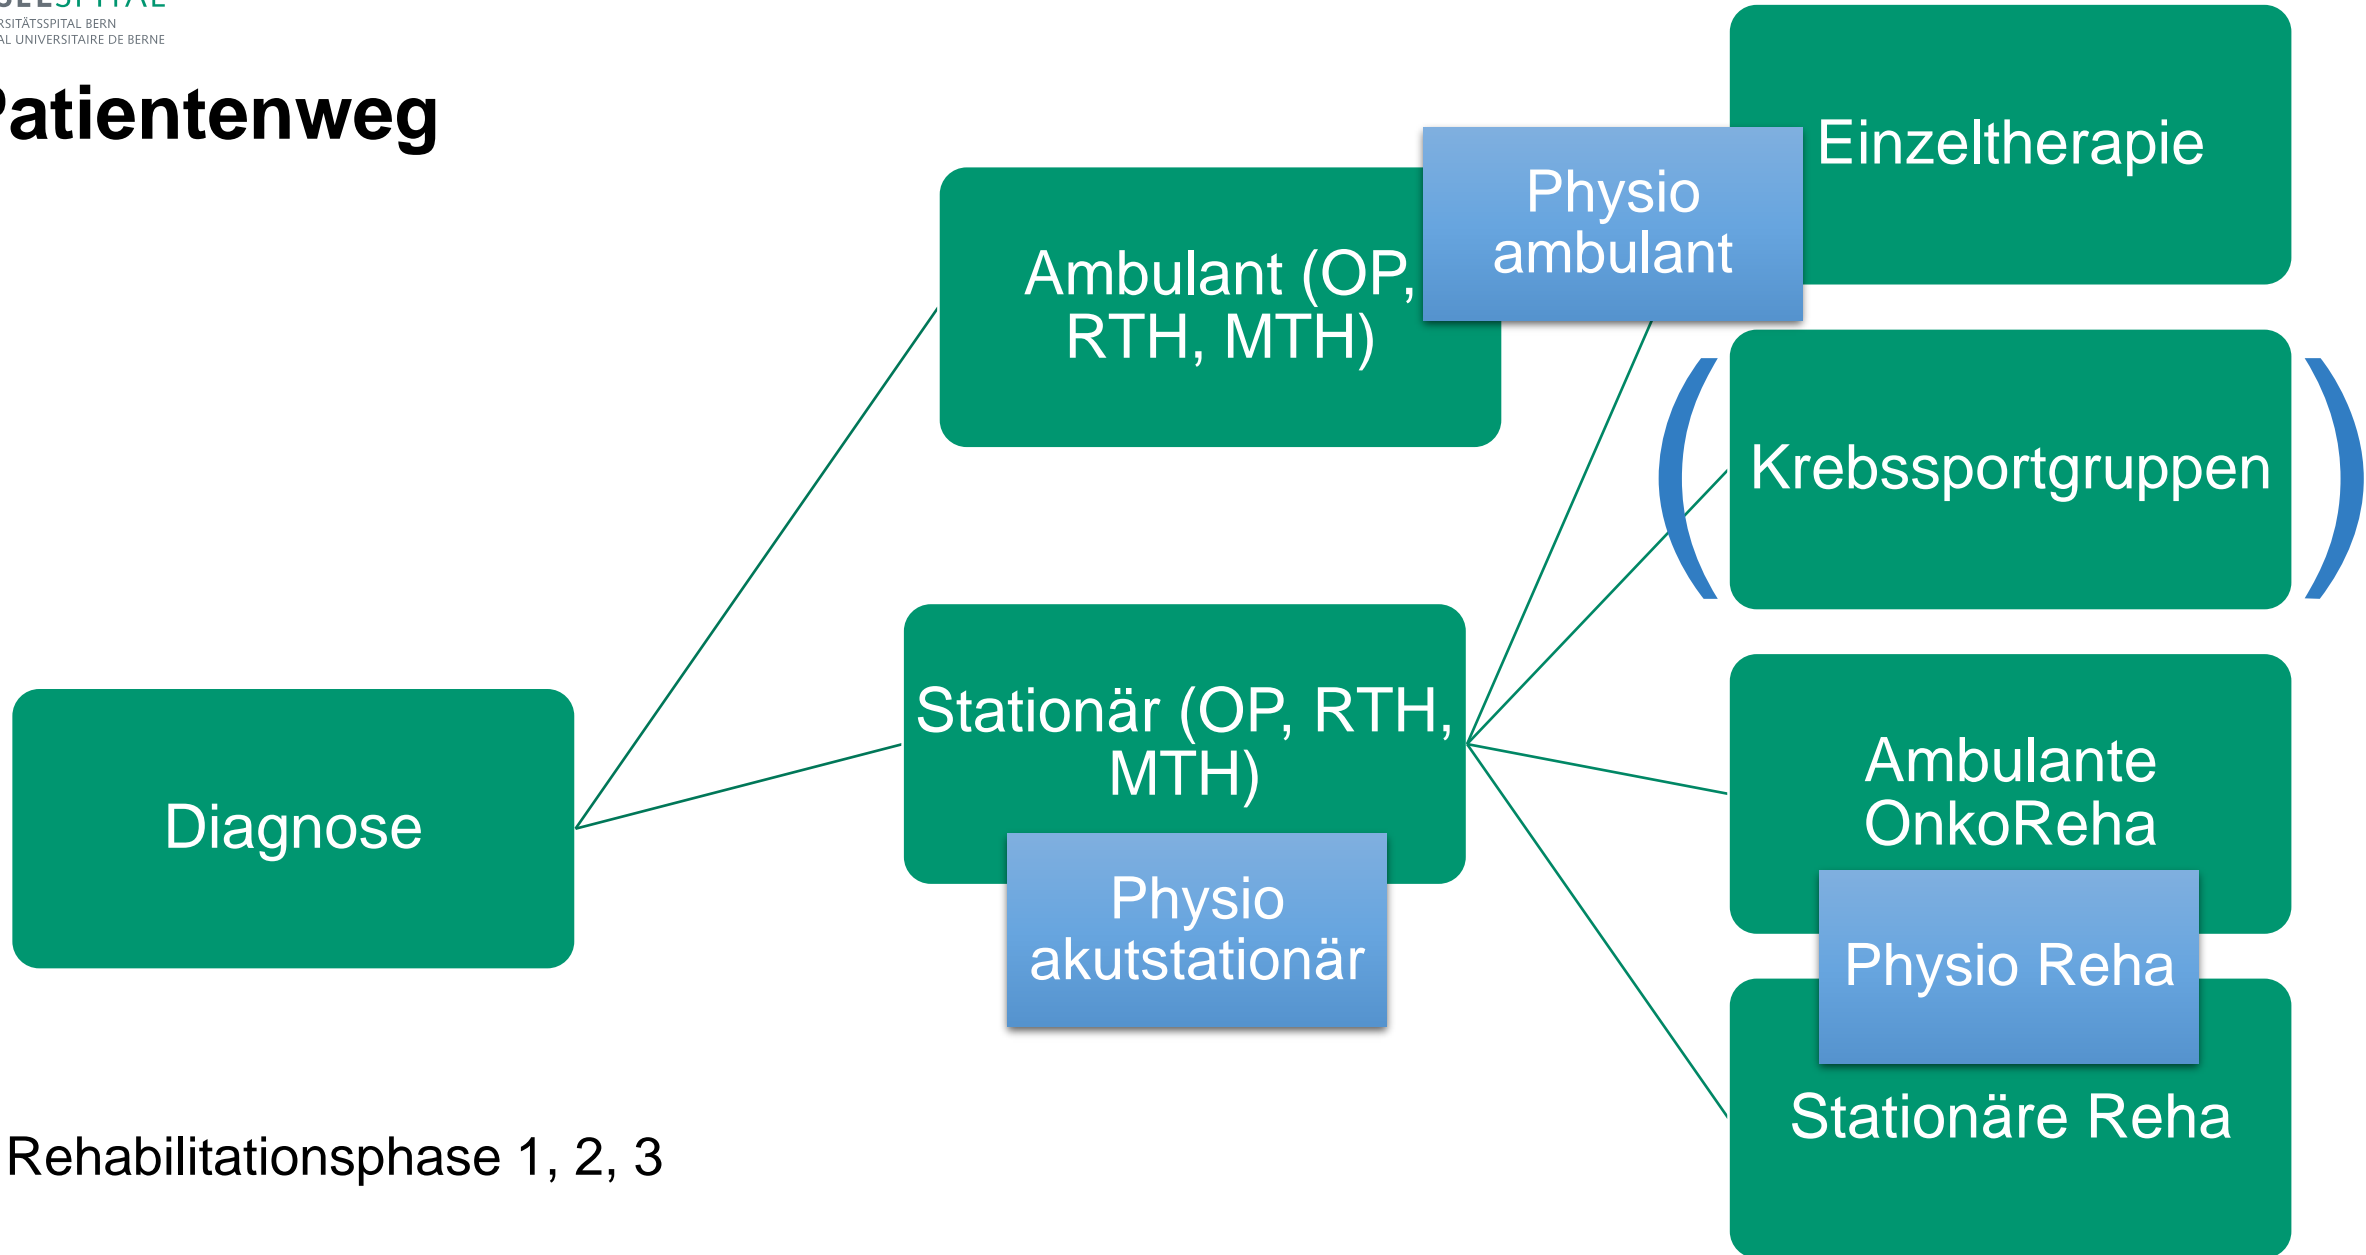 RSITÄTSSPITAL BERN
AL UNIVERSITAIRE DE BERNE
Patientenweg
Einzeltherapie
Physio
ambulant
Ambulant (OP,
RTH, MTH)
Krebssportgruppen
(
)
Stationär (OP, RTH,
MTH)
Physio
akutstationär
Diagnose
Ambulante
OnkoReha
Physio Reha
Stationäre Reha
Rehabilitationsphase 1, 2, 3